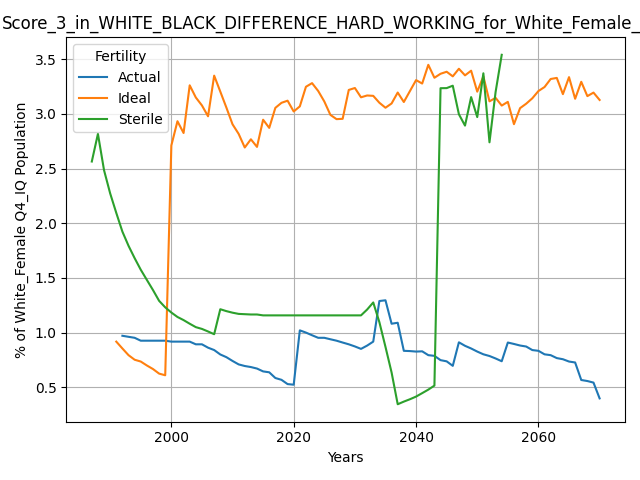 Score_3_in_WHITE_BLACK_DIFFERENCE_HARD_WORKING_for_White_Female_
Fertility
Actual
Ideal
Sterile
% of White_Female Q4_IQ Population
3.5
3.0
2.5
2.0
1.5
1.0
0.5
2000
2020
2040
2060
Years